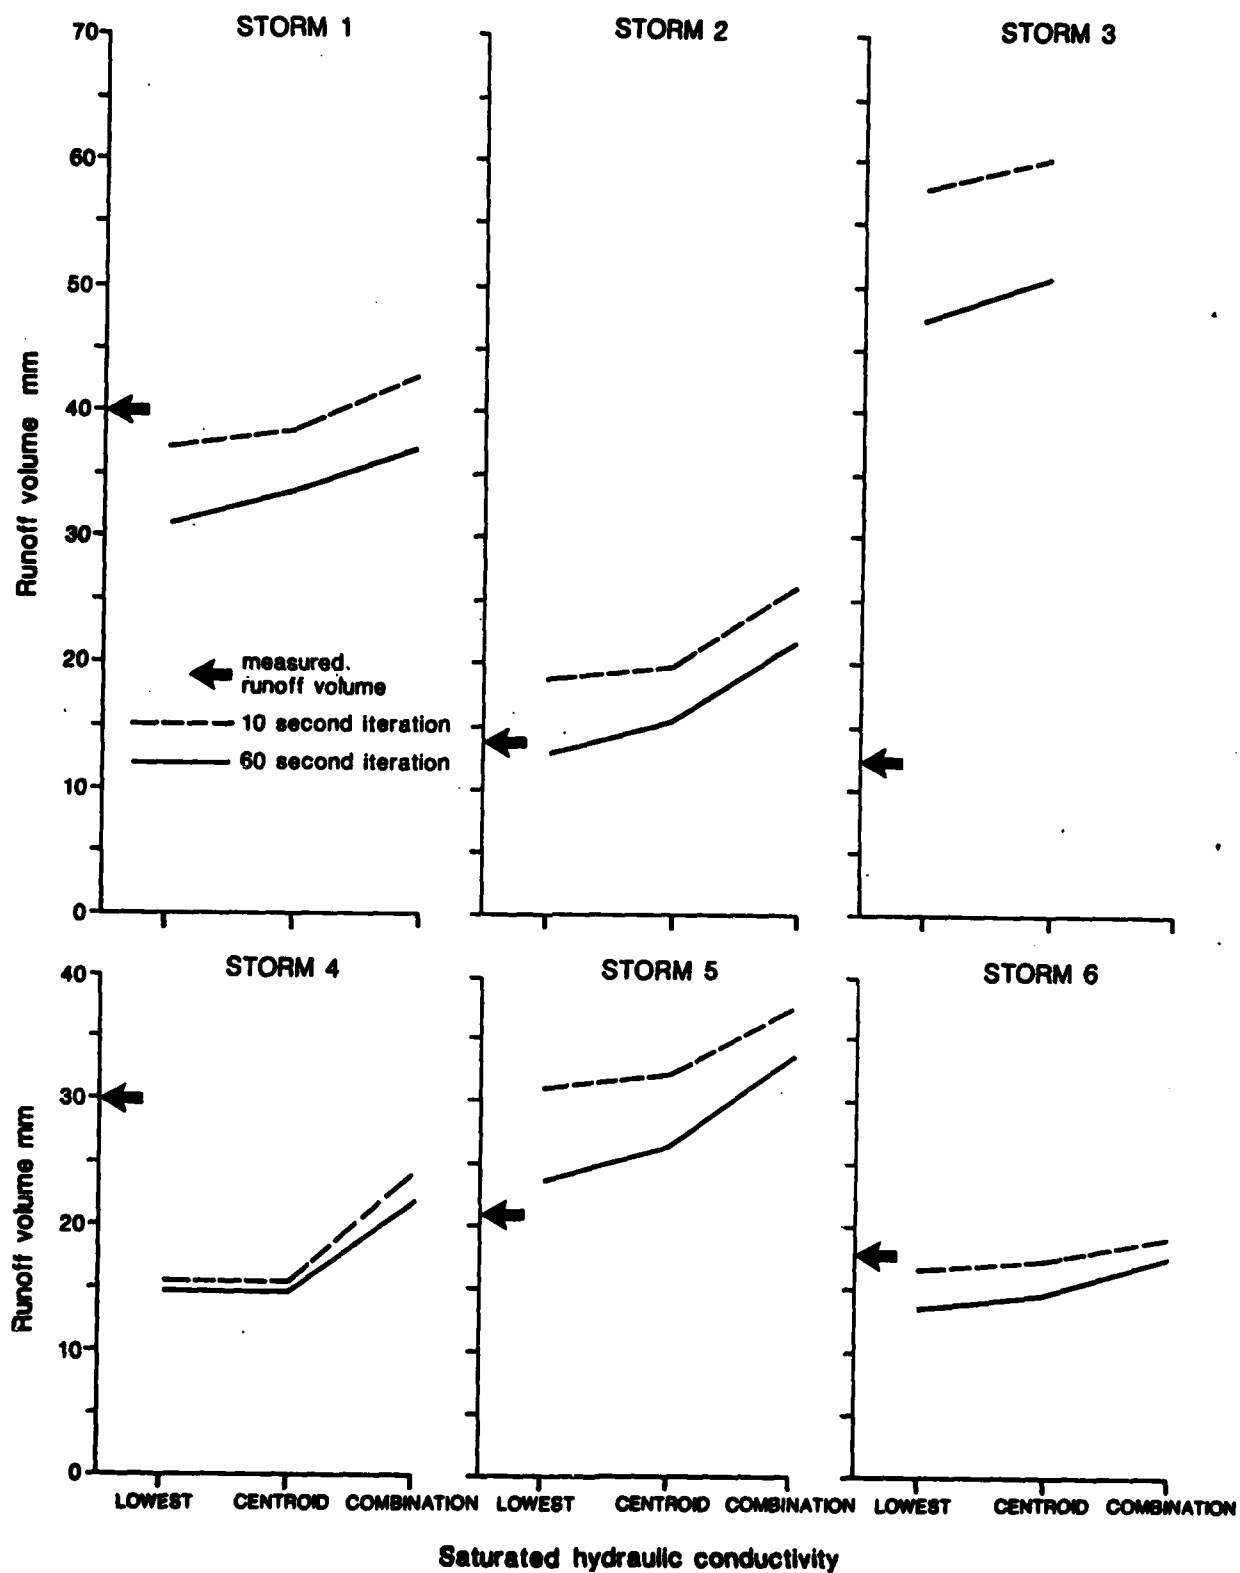 STORM 1
STORM 2
STORM 3
70
60
50
40
30
20
10
0
Runoff volume mm
measured.
runoff volume
10 second iteration
60 second iteration
STORM 4
STORM 5
STORM 6
40
30
20
10
0
Runoff volume mm
LOWEST CENTROID COMBINATION LOWEST CENTROID COMBINATION LOWEST CENTROID COMBINATION
Saturated hydraulic conductivity